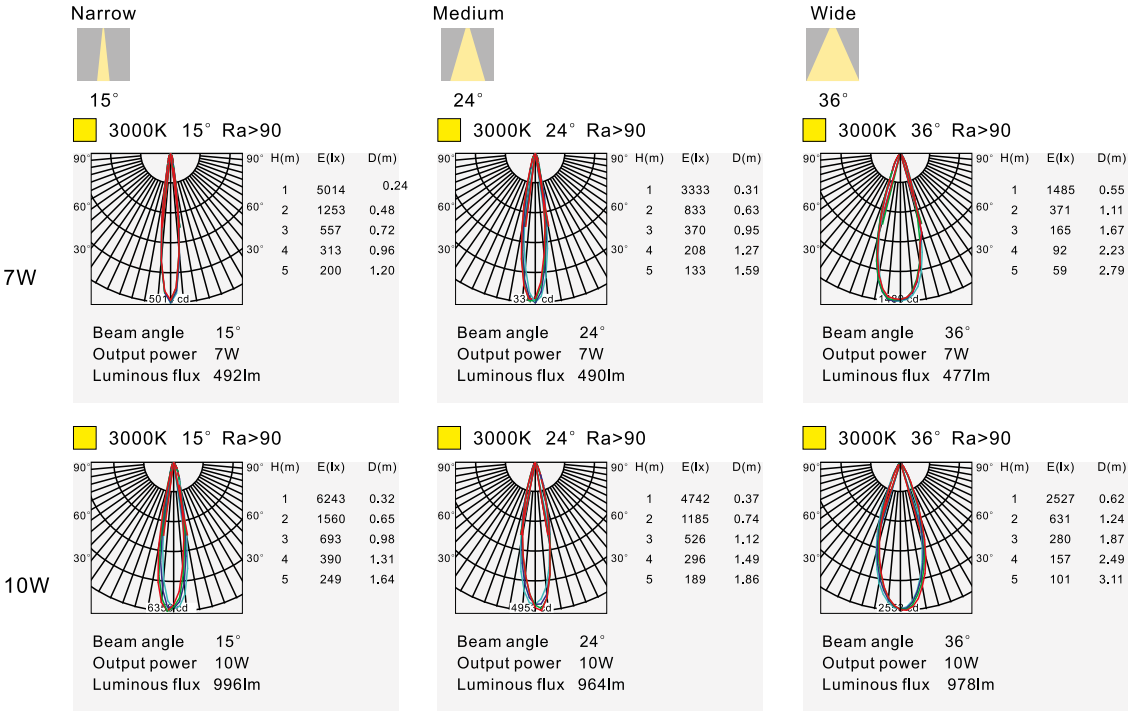 Narrow Medium Wide
15° 24° 36°
3000K 15° Ra>90 3000K 24° Ra>90 3000K 36° Ra>90
90° 90° H(m) E(lx) D(m) 90° 90° H(m) E(lx) D(m) 90° 90° H(m) E(lx) D(m)
1 5014 0.24 1 3333 0.31 1 1485 0.55
60° 60° 2 1253 0.48 60° 60° 2 833 0.63 60° 60° 2 371 1.11
3 557 0.72 3 370 0.95 3 165 1.67
30° 30° 4 313 0.96 30° 30° 4 208 1.27 30° 30° 4 92 2.23
7W 5 200 1.20 5 133 1.59 5 59 2.79
cd cd cd
Beam angle 15° Beam angle 24° Beam angle 36°
Output power 7W Output power 7W Output power 7W
Luminous flux 492lm Luminous flux 490lm Luminous flux 477lm
3000K 15° Ra>90 3000K 24° Ra>90 3000K 36° Ra>90
90° 90° H(m) E(lx) D(m) 90° 90° H(m) E(lx) D(m) 90° 90° H(m) E(lx) D(m)
1 6243 0.32 1 4742 0.37 1 2527 0.62
60° 60° 2 1560 0.65 60° 60° 2 1185 0.74 60° 60° 2 631 1.24
3 693 0.98 3 526 1.12 3 280 1.87
30° 30° 4 390 1.31 30° 30° 4 296 1.49 30° 30° 4 157 2.49
10W 5 249 1.64 5 189 1.86 5 101 3.11
cd 4953 cd cd
Beam angle 15° Beam angle 24° Beam angle 36°
Output power 10W Output power 10W Output power 10W
Luminous flux 996lm Luminous flux 964lm Luminous flux 978lm